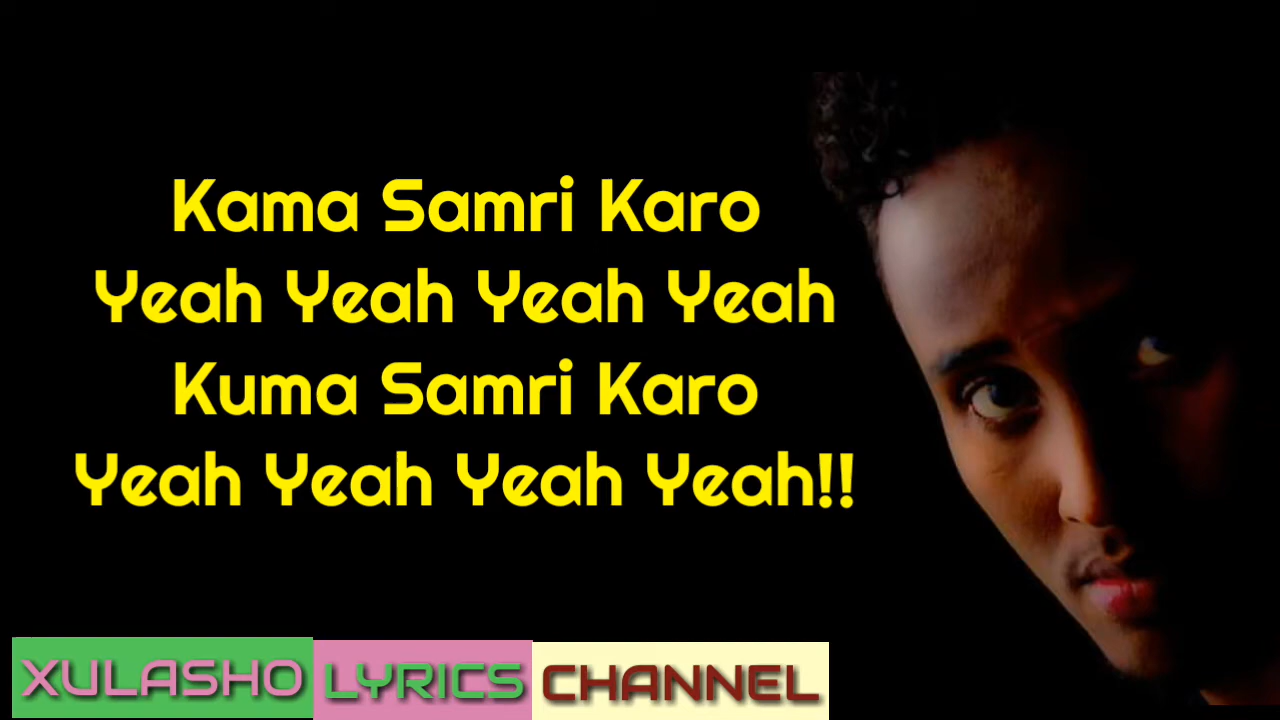 Kama Samri Karo
Yeah Yeah Yeah Yeah
Kuma Samri Karo
Yeah Yeah Yeah Yeah!!
XULASHO LYRICS CHANNEL